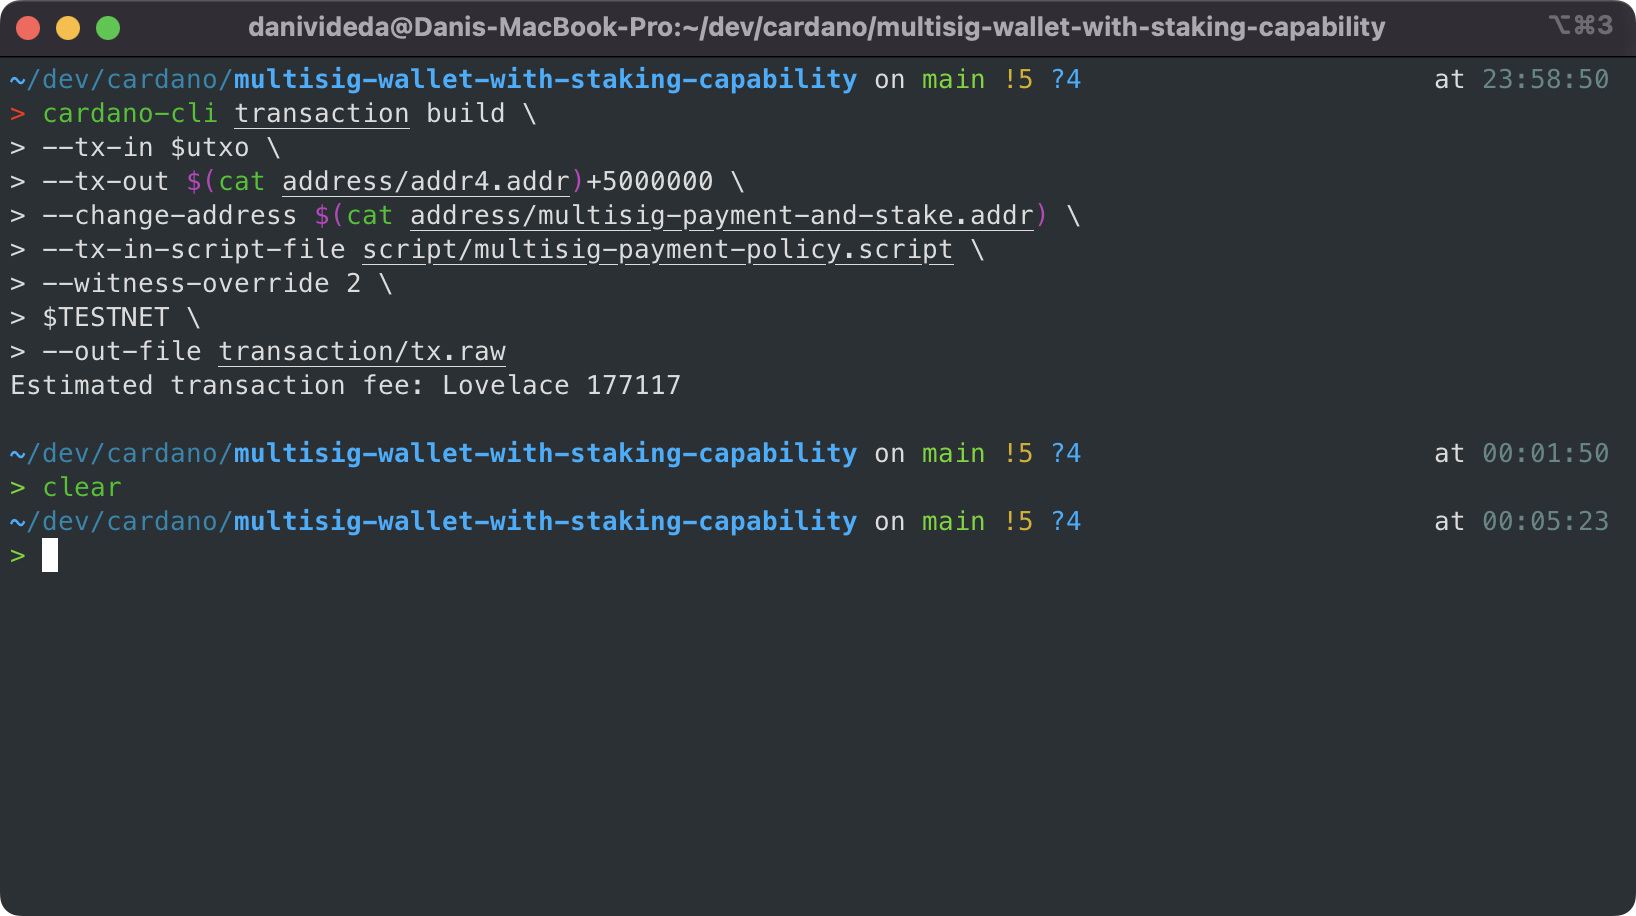 danivideda@Danis-MacBook-Pro:~/dev/cardano/multisig-wallet-with-staking-capability ⌥⌘3
~/dev/cardano/multisig-wallet-with-staking-capability on main !5 ?4 at 23:58:50
> cardano-cli transaction build \
> --tx-in $utxo \
> --tx-out $(cat address/addr4.addr)+5000000 \
> --change-address $(cat address/multisig-payment-and-stake.addr) \
> --tx-in-script-file script/multisig-payment-policy.script \
> --witness-override 2 \
> $TESTNET \
> --out-file transaction/tx.raw
Estimated transaction fee: Lovelace 177117
~/dev/cardano/multisig-wallet-with-staking-capability on main !5 ?4 at 00:01:50
> clear
~/dev/cardano/multisig-wallet-with-staking-capability on main !5 ?4 at 00:05:23
>